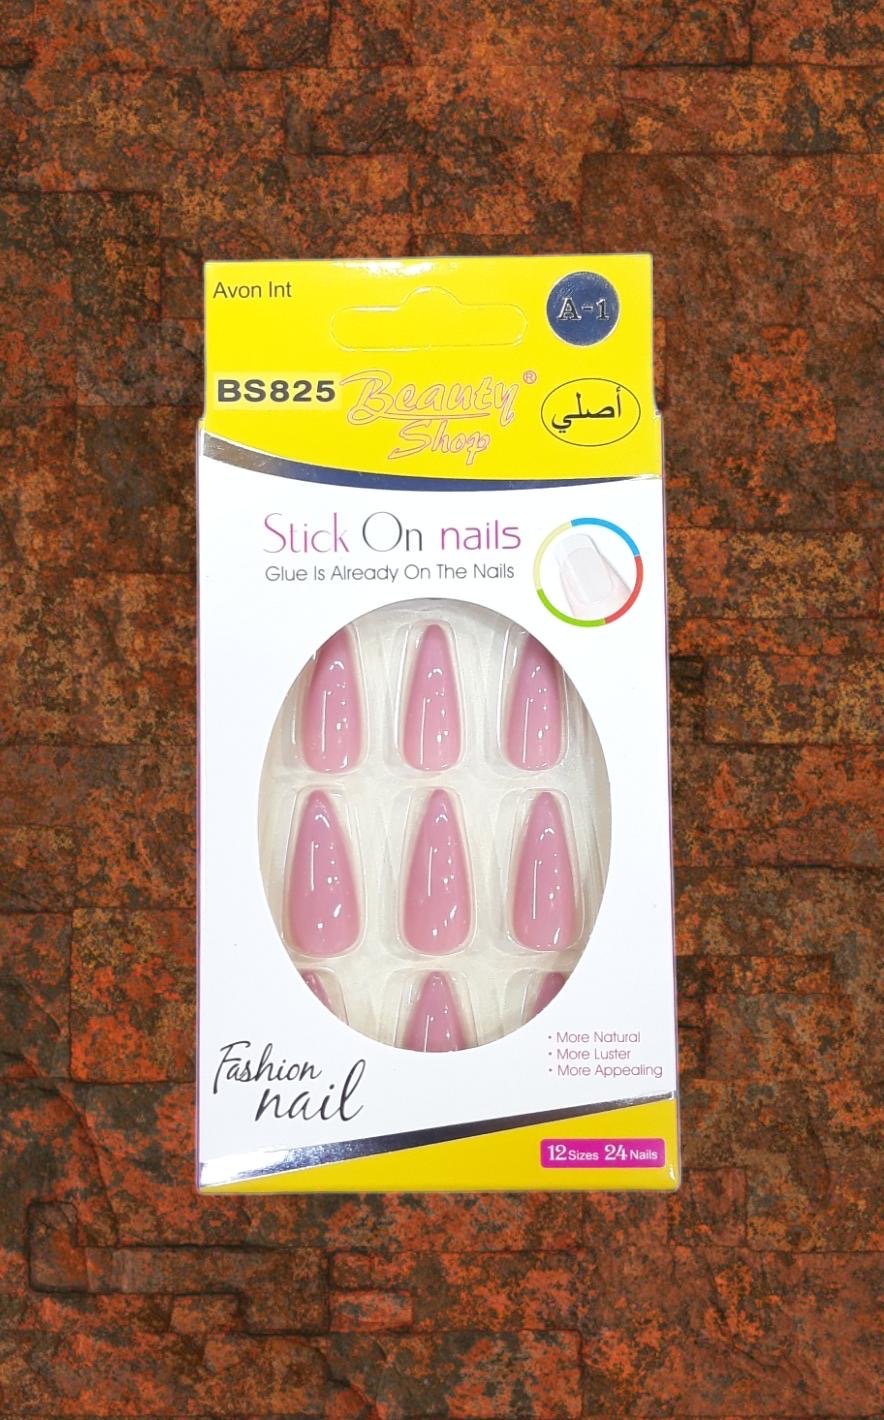 Avon Int
A-1
BS825
Beauty®
Shop
أصلي
Stick On nails
Glue Is Already On The Nails
• More Natural
• More Luster
• More Appealing
Fashion
nail
12 Sizes 24 Nails